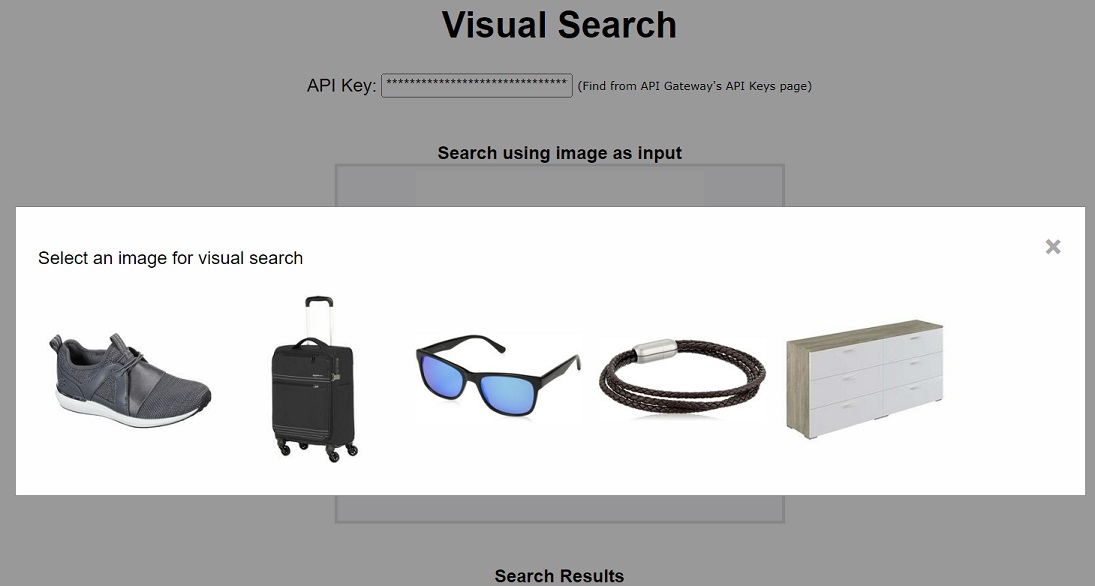 Visual Search
API Key: ******************************* (Find from API Gateway's API Keys page)
Search using image as input
Select an image for visual search
Search Results